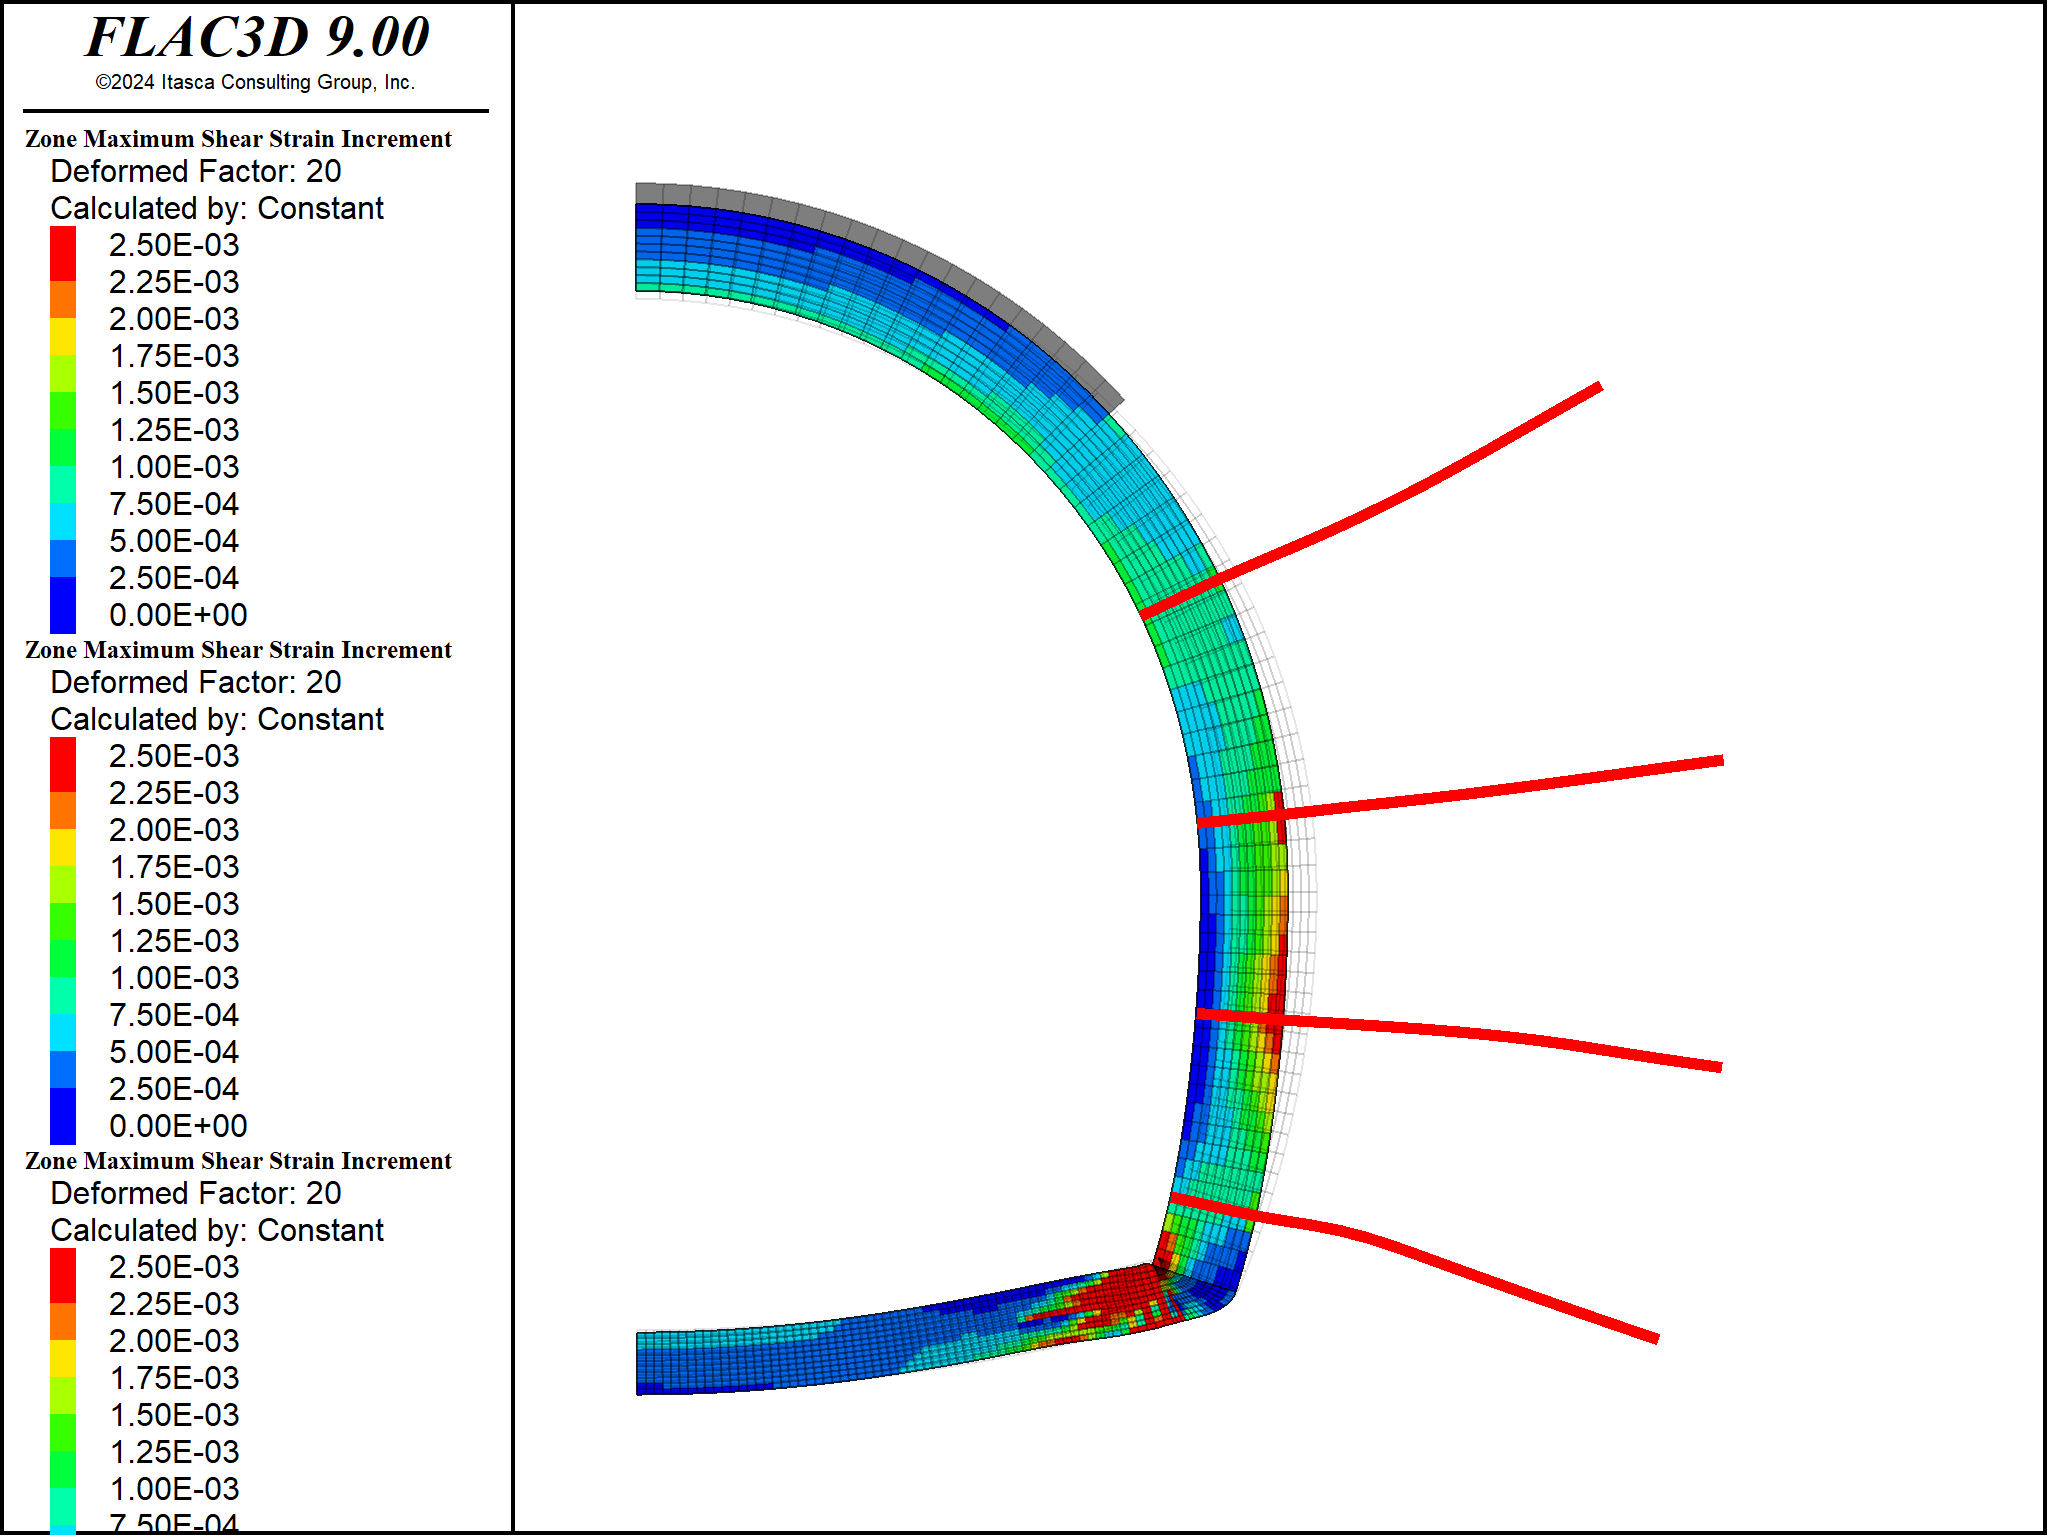 FLAC3D 9.00
©2024 Itasca Consulting Group, Inc.
Zone Maximum Shear Strain Increment
Deformed Factor: 20
Calculated by: Constant
2.50E-03
2.25E-03
2.00E-03
1.75E-03
1.50E-03
1.25E-03
1.00E-03
7.50E-04
5.00E-04
2.50E-04
0.00E+00
Zone Maximum Shear Strain Increment
Deformed Factor: 20
Calculated by: Constant
2.50E-03
2.25E-03
2.00E-03
1.75E-03
1.50E-03
1.25E-03
1.00E-03
7.50E-04
5.00E-04
2.50E-04
0.00E+00
Zone Maximum Shear Strain Increment
Deformed Factor: 20
Calculated by: Constant
2.50E-03
2.25E-03
2.00E-03
1.75E-03
1.50E-03
1.25E-03
1.00E-03
7.50E-04